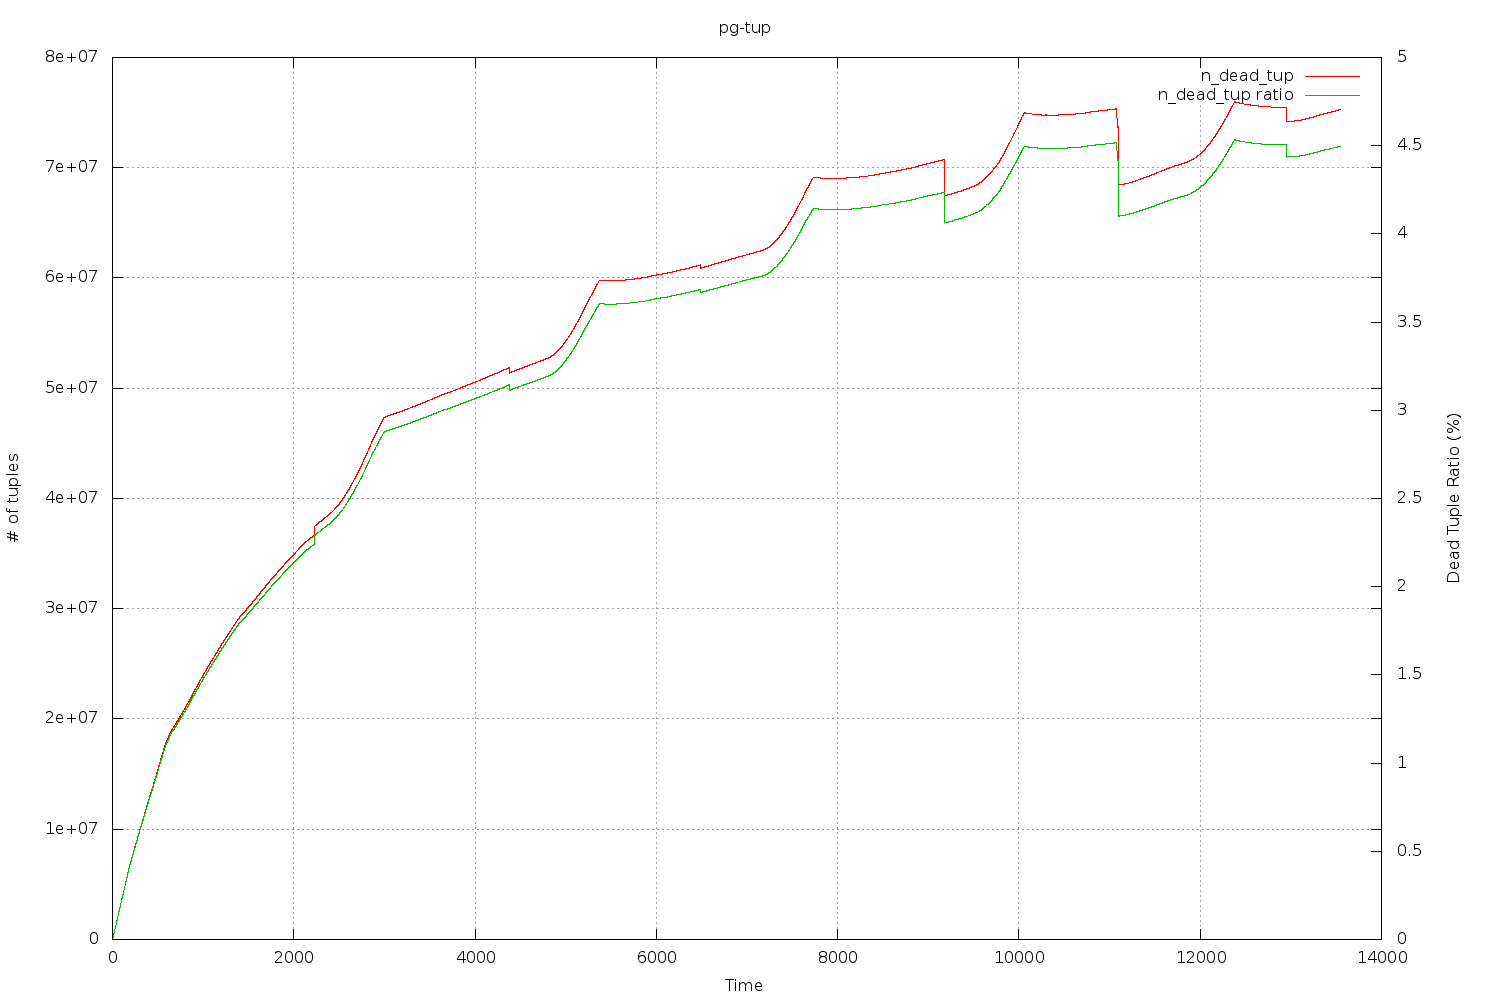 pg-tup
n_dead_tup
n_dead_tup ratio
8e+07
7e+07
6e+07
5e+07
4e+07
3e+07
2e+07
1e+07
0
5
4.5
4
3.5
3
2.5
2
1.5
1
0.5
0
# of tuples
Dead Tuple Ratio (%)
0 2000 4000 6000 8000 10000 12000 14000
Time